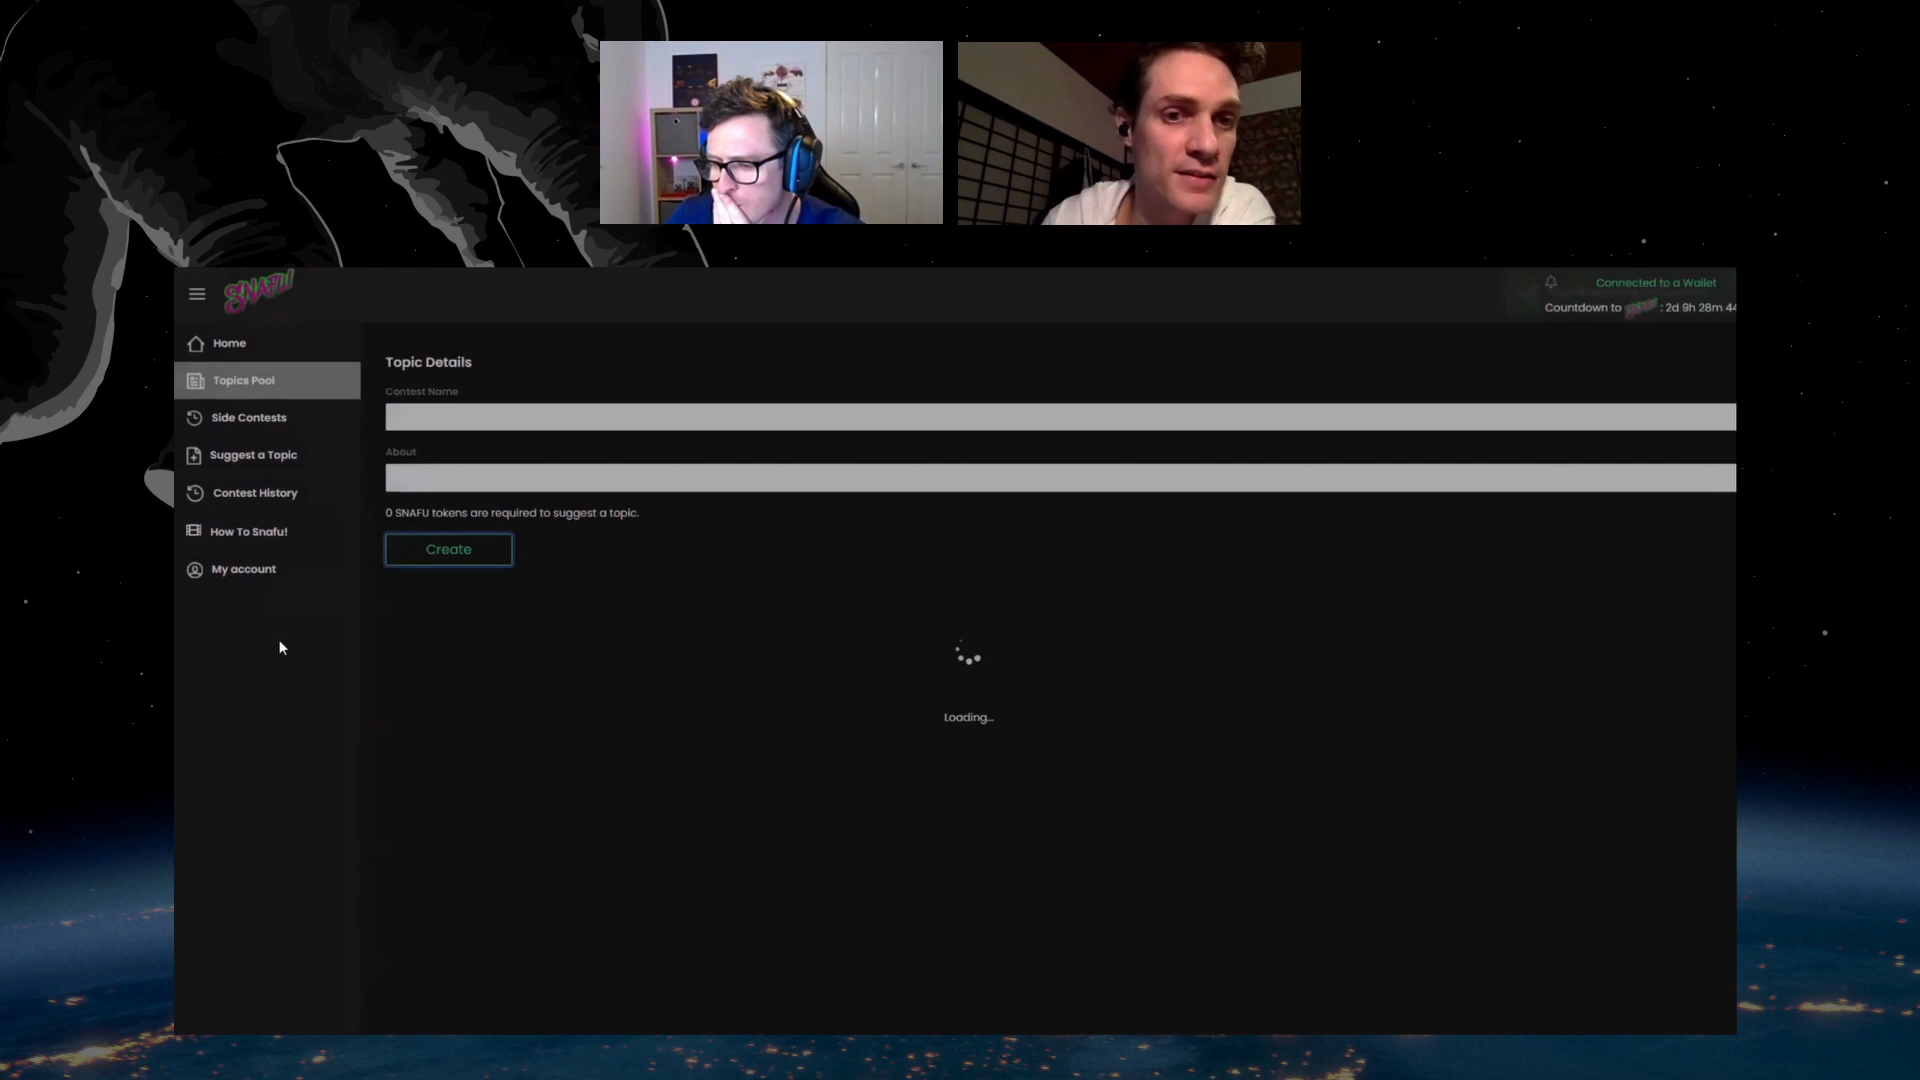 SNAFU
Connected to a Wallet
Countdown to SNAFU : 2d 9h 28m 44
Home
Topics Pool
Side Contests
Suggest a Topic
Contest History
How To Snafu!
My account
Topic Details
Contest Name
About
0 SNAFU tokens are required to suggest a topic.
Create
Loading...